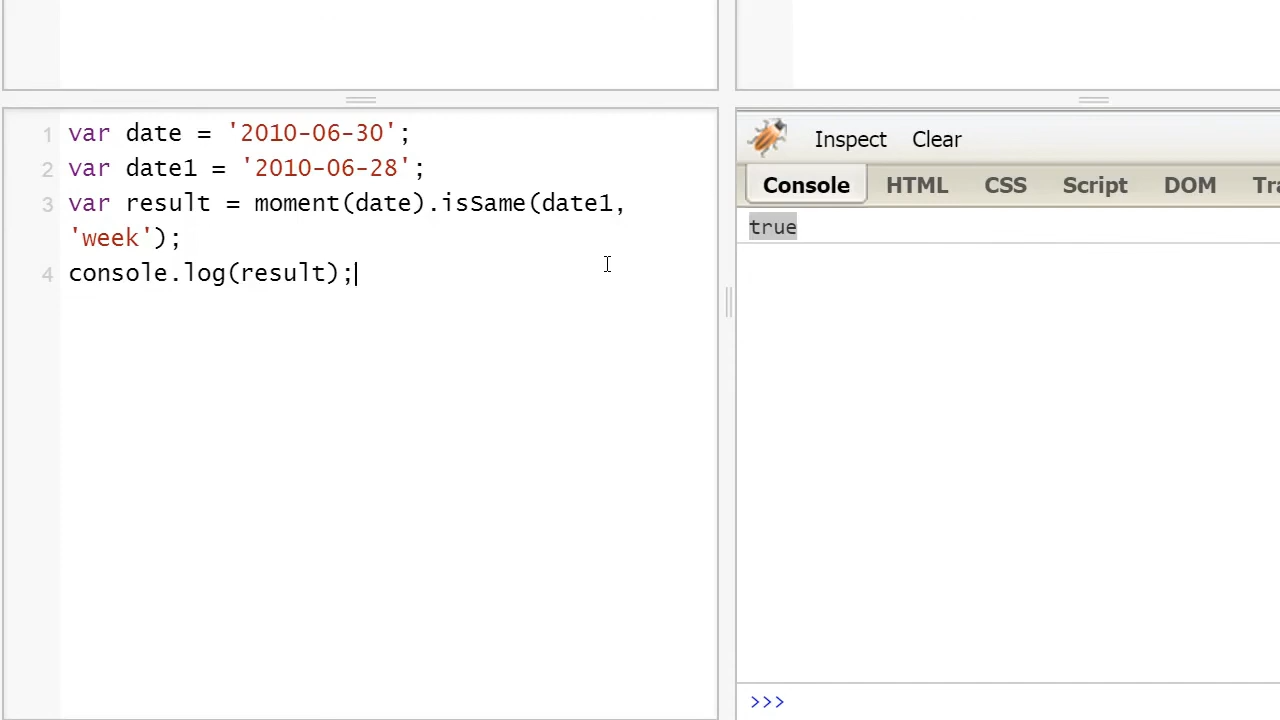 1 var date = '2010-06-30';
2 var date1 = '2010-06-28';
3 var result = moment(date).isSame(date1,
'week');
4 console.log(result);
Inspect Clear
Console HTML CSS Script DOM Tra
true
>>>